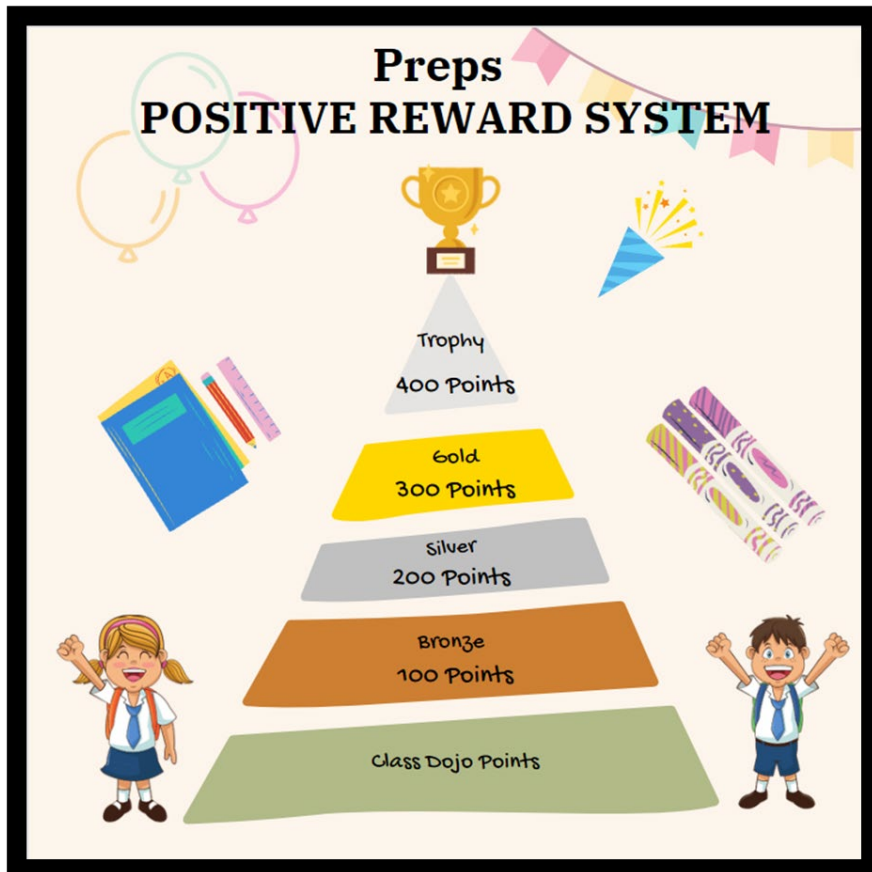 Preps
POSITIVE REWARD SYSTEM
Trophy
400 Points
Gold
300 Points
Silver
200 Points
Bronze
100 Points
Class Dojo Points